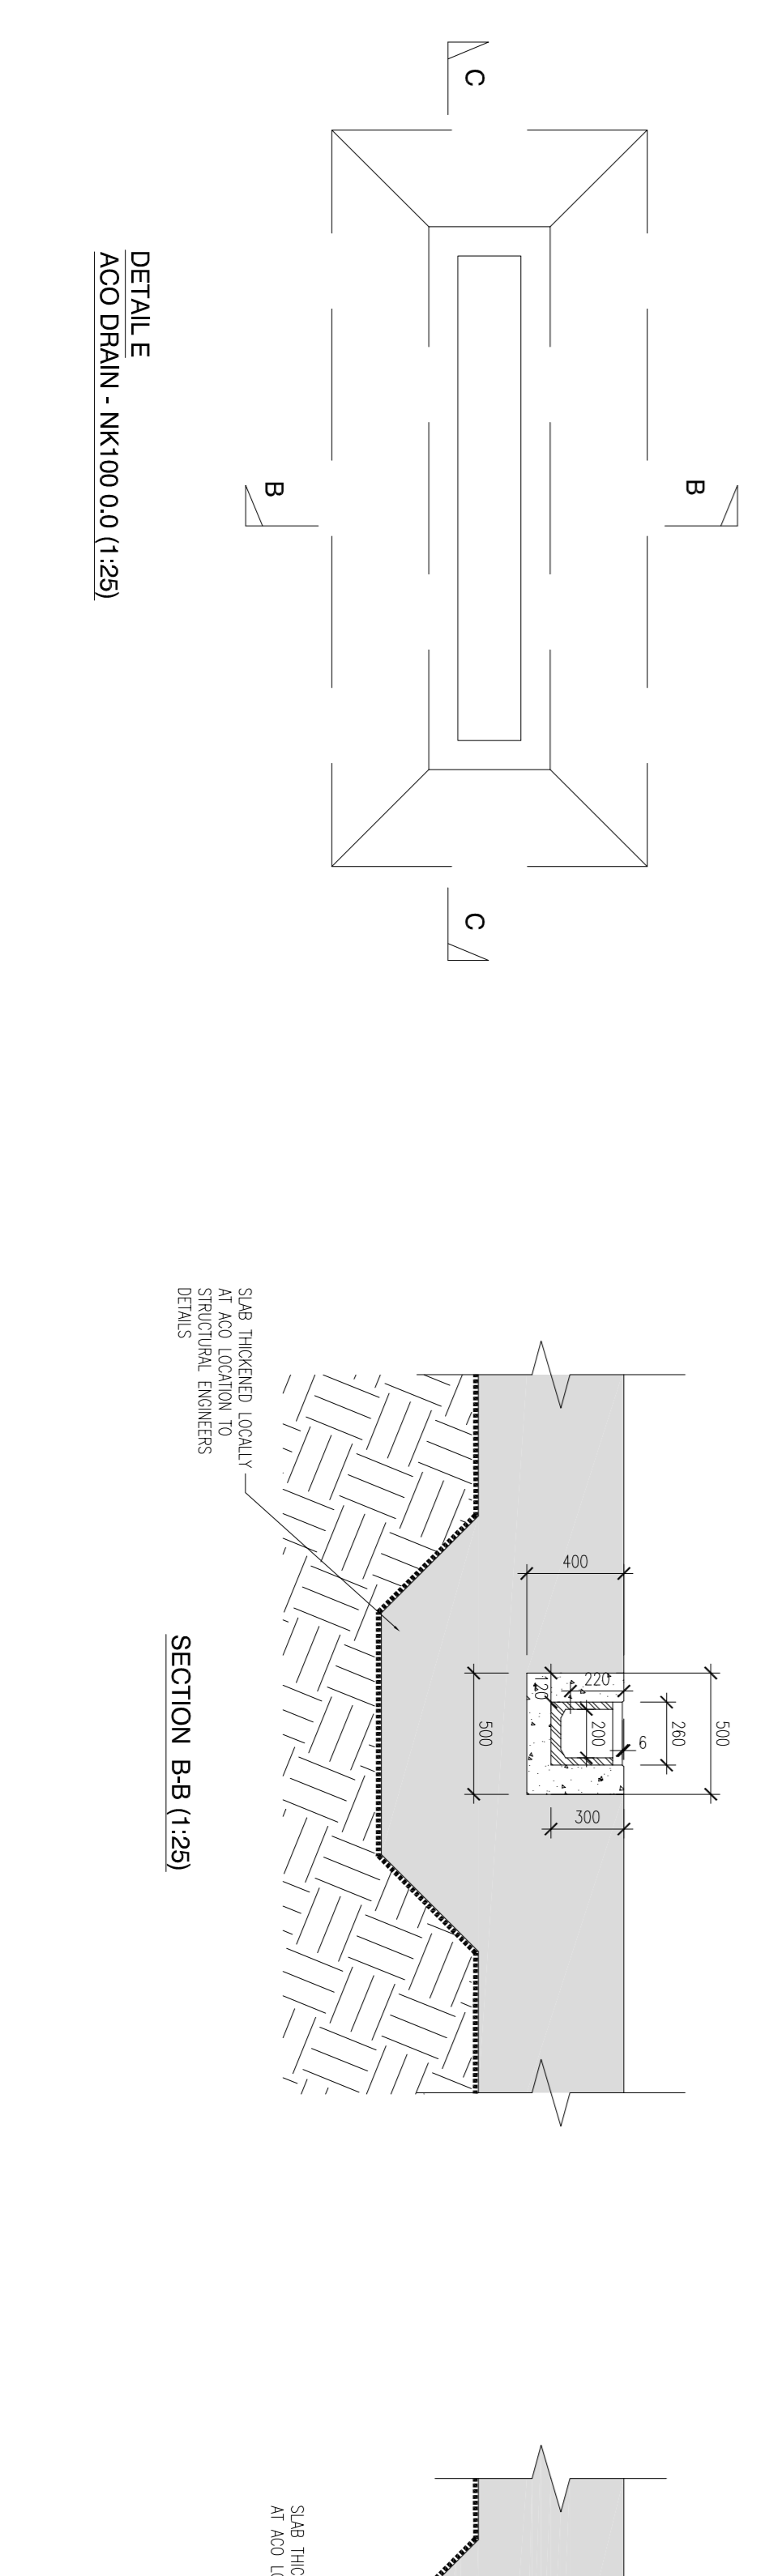 C
C
B
B
DETAIL E
ACO DRAIN - NK100 0.0 (1:25)
500
260
6
400
220
200
120
300
500
SLAB THICKENED LOCALLY
AT ACO LOCATION TO
STRUCTURAL ENGINEERS
DETAILS
SECTION B-B (1:25)
SLAB THIC
AT ACO LO